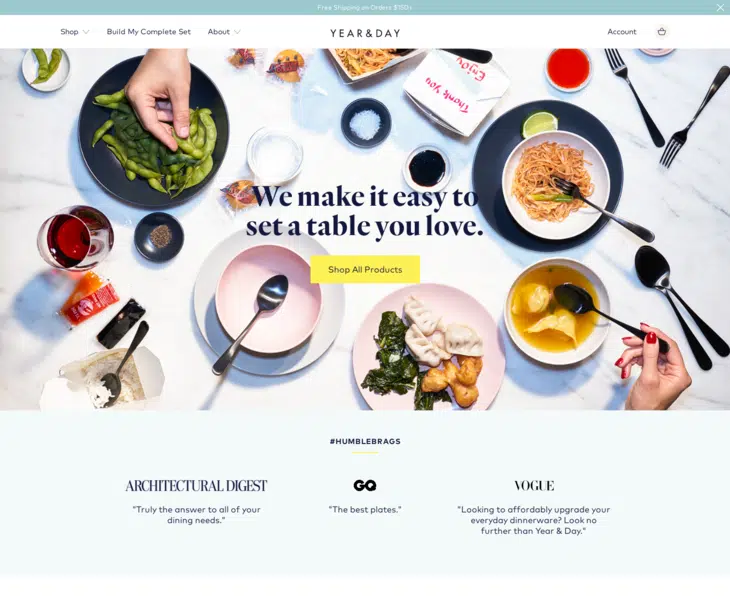 Free Shipping on Orders $150+
Shop
Build My Complete Set
About
YEAR&DAY
Account
Enjoy
Thank you
We make it easy to
set a table you love.
Shop All Products
#HUMBLEBRAGS
ARCHITECTURAL DIGEST
"Truly the answer to all of your
dining needs."
GQ
"The best plates."
VOGUE
"Looking to affordably upgrade your
everyday dinnerware? Look no
further than Year & Day."